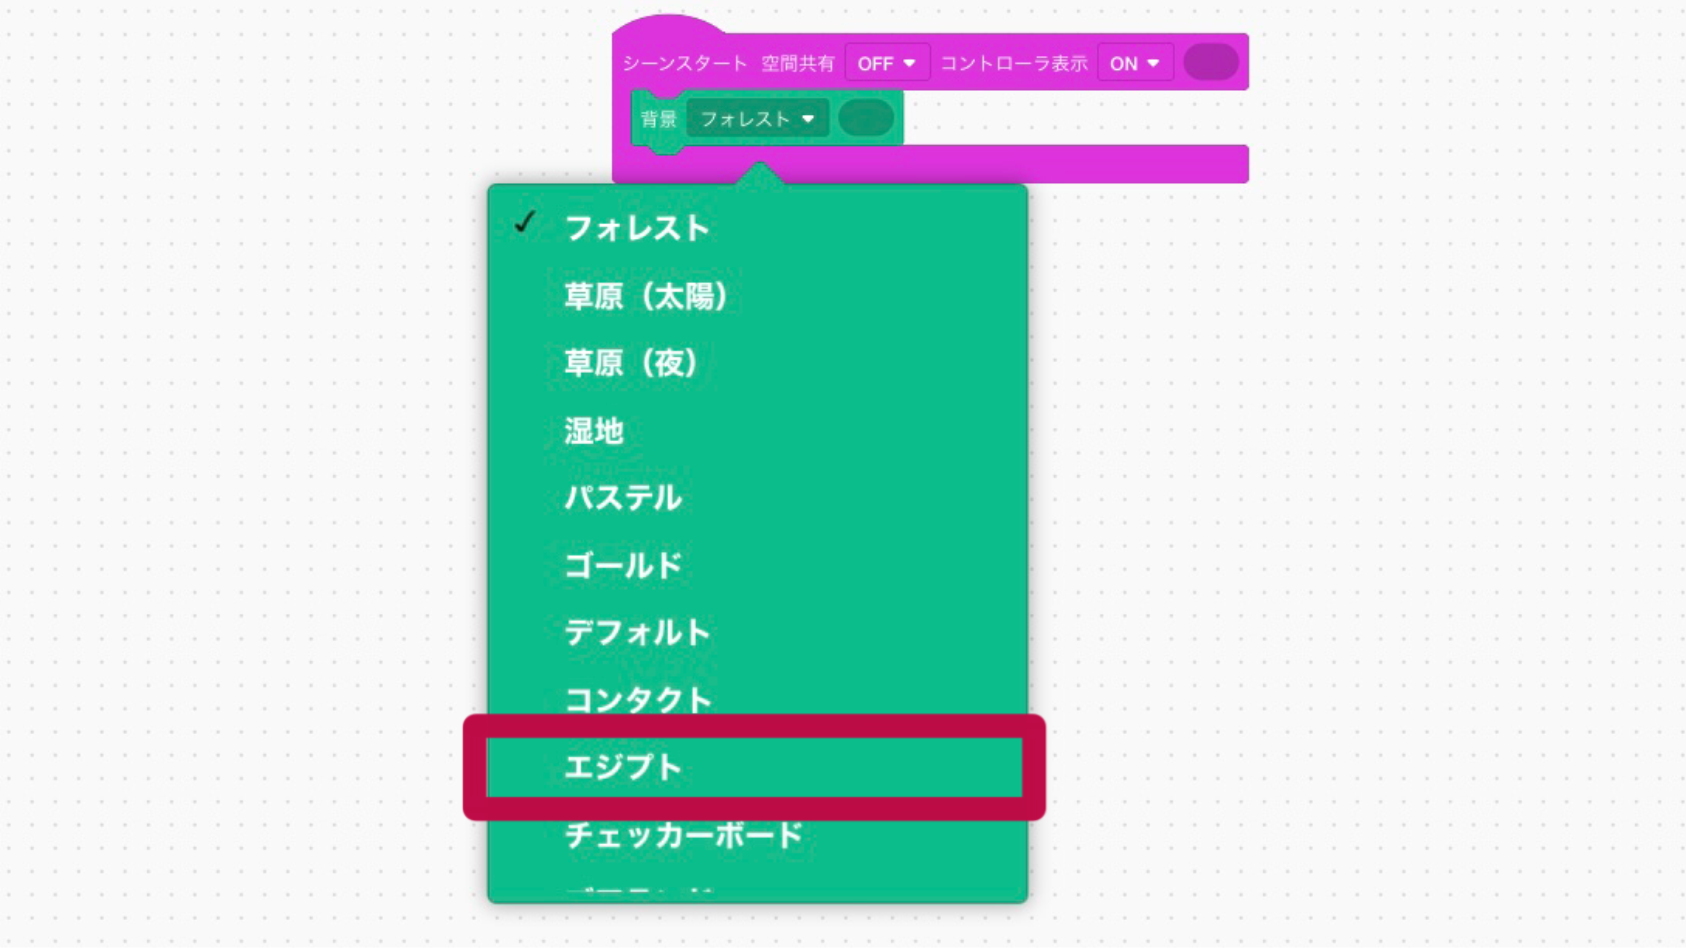 シーンスタート 空間共有 OFF コントローラ表示 ON
背景 フォレスト
✓ フォレスト
草原（太陽）
草原（夜）
湿地
パステル
ゴールド
デフォルト
コンタクト
エジプト
チェッカーボード